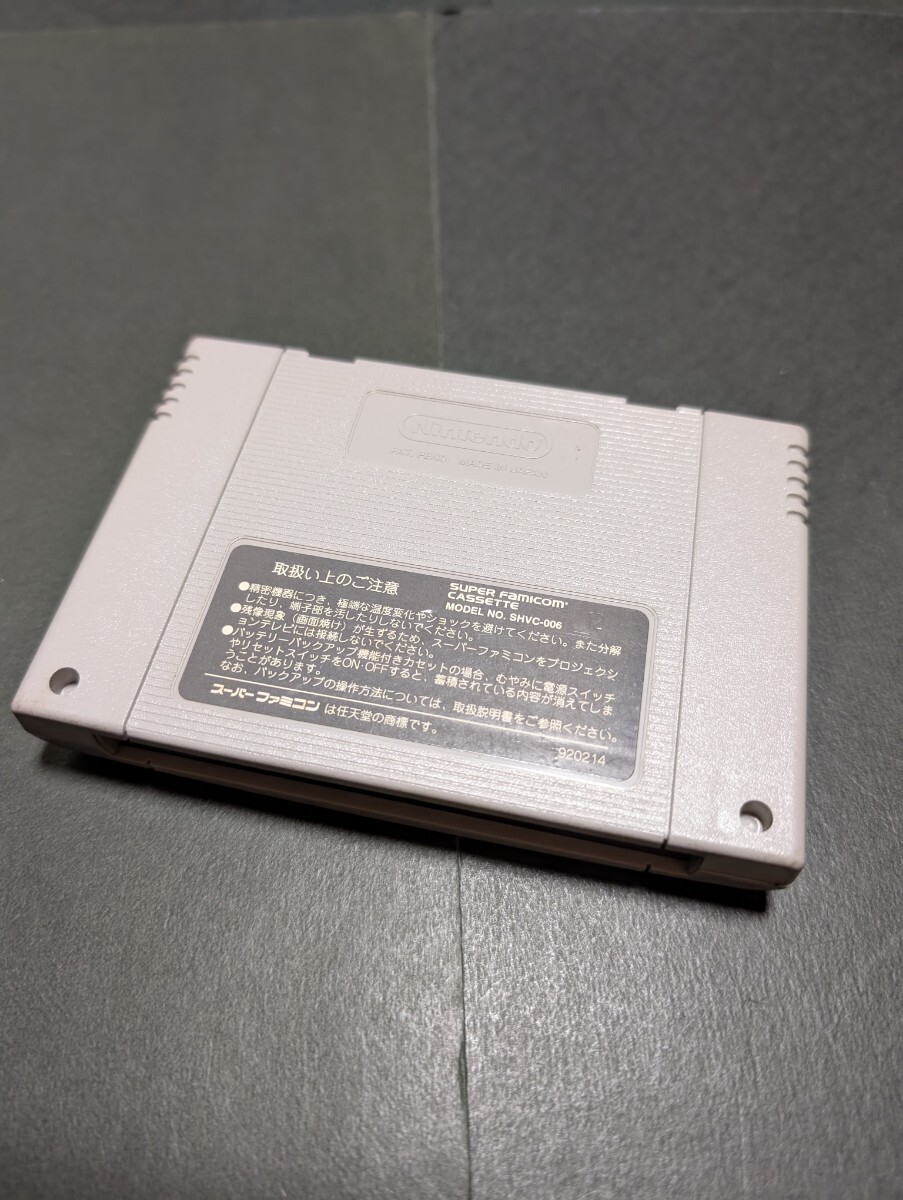 Nintendo
PAT. PEND. MADE IN JAPAN
取扱い上のご注意
SUPER FAMICOM
CASSETTE
MODEL NO. SHVC-006
●精密機器につき、極端な温度変化やショックを避けてください。また分解
したり、端子部を汚したりしないでください。
●残像現象(画面焼け)が生ずるため、スーパーファミコンをプロジェクシ
ョンテレビには接続しないでください。
●バッテリーバックアップ機能付きカセットの場合、むやみに電源スイッチ
やリセットスイッチをON・OFFすると、蓄積されている内容が消えてしま
うことがあります。
なお、バックアップの操作方法については、取扱説明書をご参照ください。
スーパーファミコンは任天堂の商標です。
920214